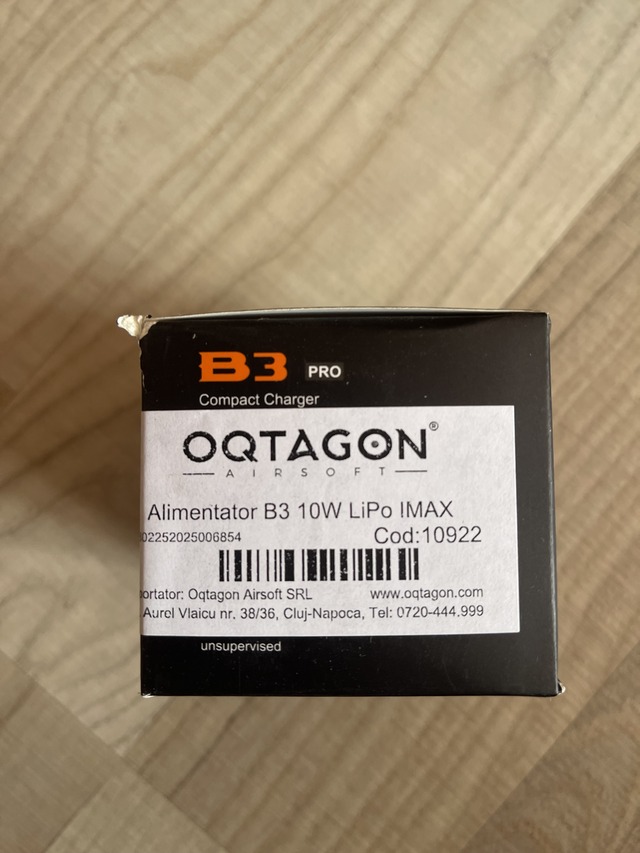 B3 PRO
Compact Charger
OQTAGON®
AIRSOFT
Alimentator B3 10W LiPo IMAX
02252025006854 Cod:10922
portator: Oqtagon Airsoft SRL www.oqtagon.com
Aurel Vlaicu nr. 38/36, Cluj-Napoca, Tel: 0720-444.999
unsupervised